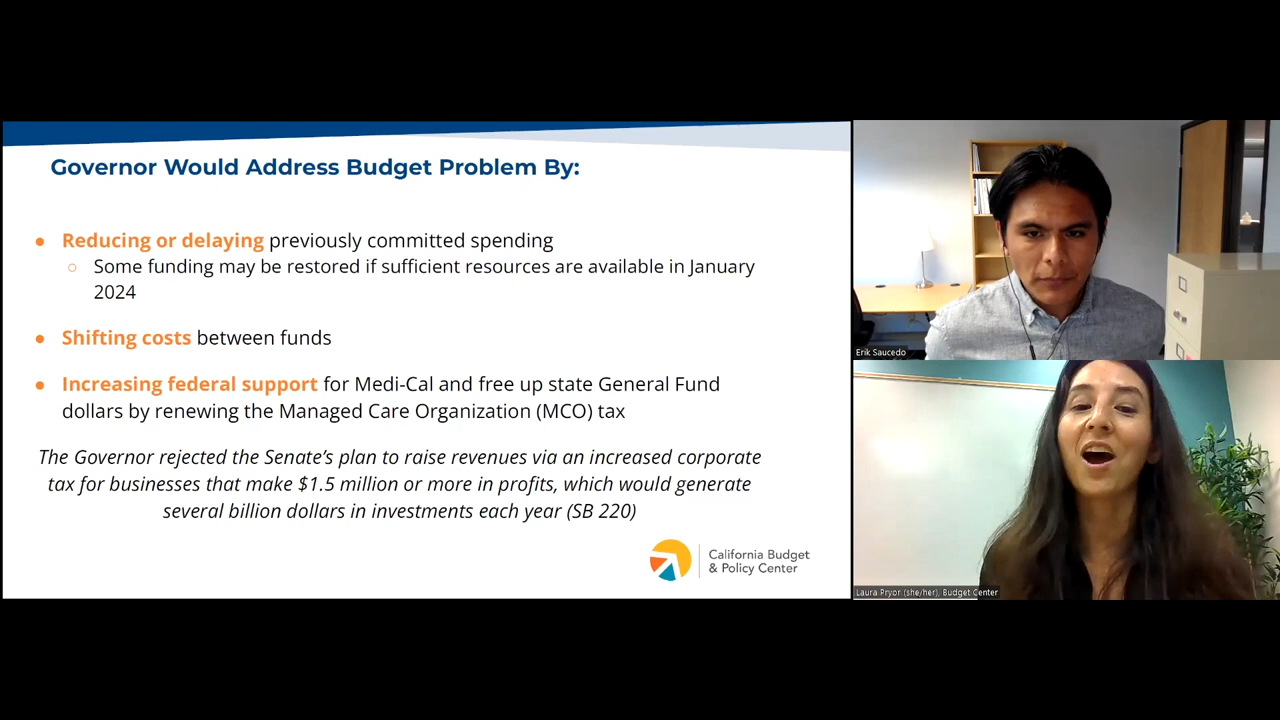 Governor Would Address Budget Problem By:
● Reducing or delaying previously committed spending
○ Some funding may be restored if sufficient resources are available in January
2024
● Shifting costs between funds
● Increasing federal support for Medi-Cal and free up state General Fund
dollars by renewing the Managed Care Organization (MCO) tax
The Governor rejected the Senate's plan to raise revenues via an increased corporate
tax for businesses that make $1.5 million or more in profits, which would generate
several billion dollars in investments each year (SB 220)
California Budget
& Policy Center
Erik Saucedo
Laura Pryor (she/her), Budget Center